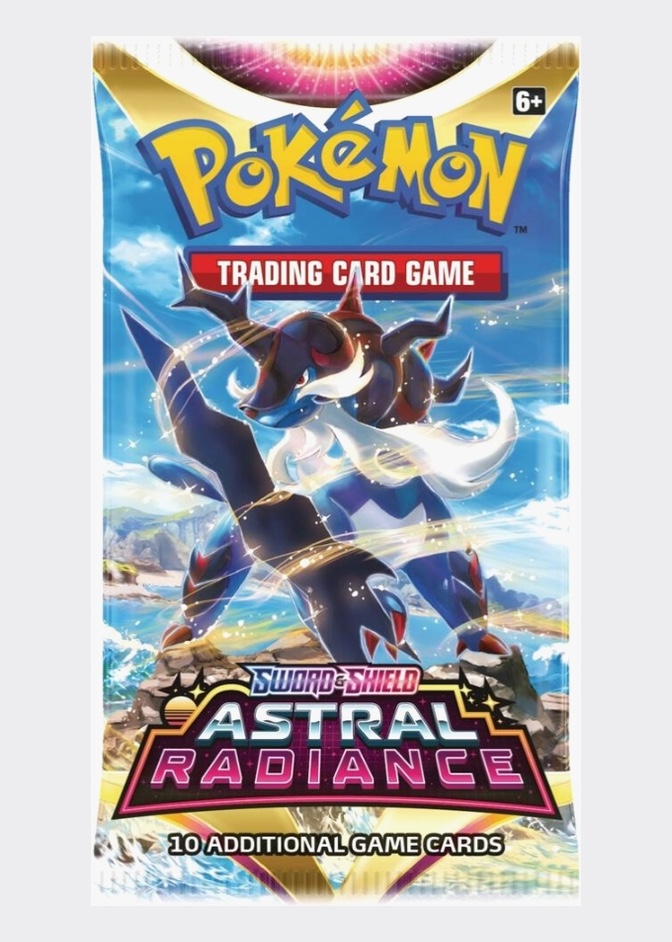 6+
POKéMON
TM
TRADING CARD GAME
SWORD & SHIELD
ASTRAL
RADIANCE
10 ADDITIONAL GAME CARDS